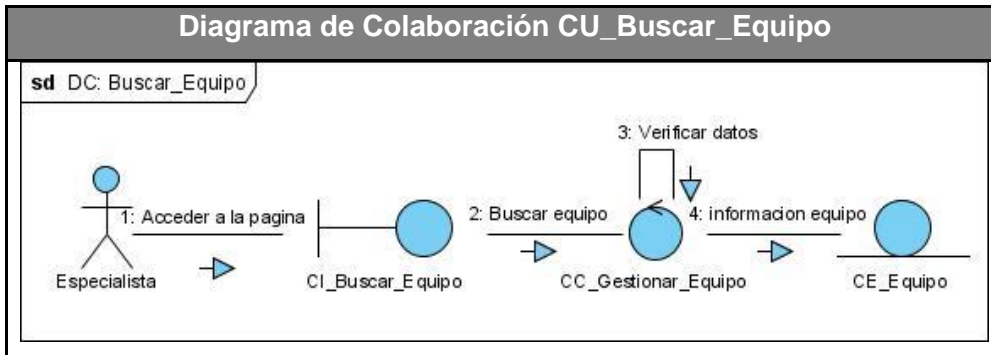 Diagrama de Colaboración CU_Buscar_Equipo
sd DC: Buscar_Equipo
3: Verificar datos
1: Acceder a la pagina
2: Buscar equipo
4: informacion equipo
Especialista
CI_Buscar_Equipo
CC_Gestionar_Equipo
CE_Equipo